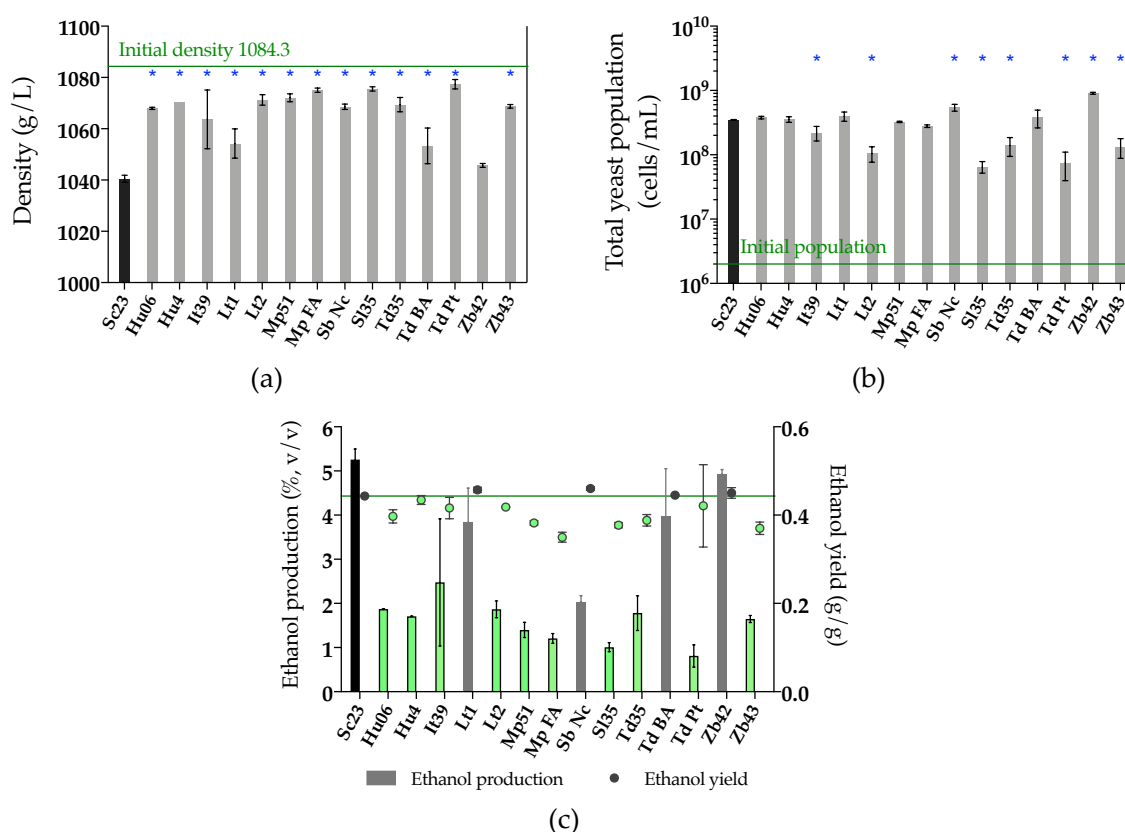 Density (g/L)
1100
1080
1060
1040
1020
1000
Initial density 1084.3
* * * * * * * * * * * *
Sc23 Hu06 Hu4 It39 Lt1 Lt2 Mp51 Mp FA Sb Nc Sl35 Td35 Td BA Td Pt Zb42 Zb43
(a)
Total yeast population
(cells/mL)
10¹⁰
10⁹
10⁸
10⁷
10⁶
* * * * * * * *
Initial population
Sc23 Hu06 Hu4 It39 Lt1 Lt2 Mp51 Mp FA Sb Nc Sl35 Td35 Td BA Td Pt Zb42 Zb43
(b)
Ethanol production (%, v/v)
6
5
4
3
2
1
0
0.6
0.4
0.2
0.0
Ethanol yield (g/g)
Sc23 Hu06 Hu4 It39 Lt1 Lt2 Mp51 Mp FA Sb Nc Sl35 Td35 Td BA Td Pt Zb42 Zb43
Ethanol production Ethanol yield
(c)